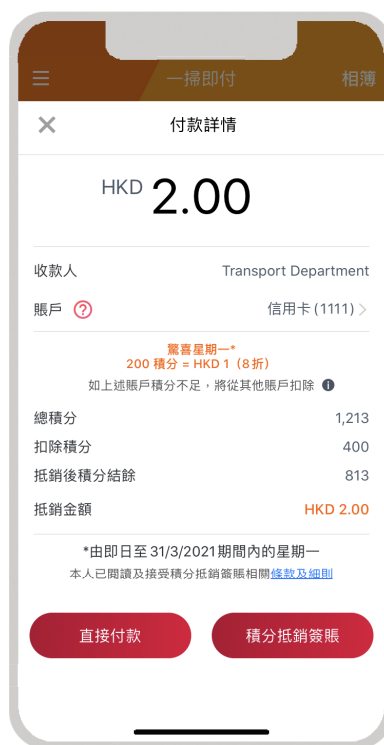 一掃即付 相簿
付款詳情
HKD 2.00
收款人 Transport Department
賬戶 ? 信用卡 (1111) >
驚喜星期一*
200 積分 = HKD 1（8折）
如上述賬戶積分不足，將從其他賬戶扣除 i
總積分 1,213
扣除積分 400
抵銷後積分結餘 813
抵銷金額 HKD 2.00
*由即日至31/3/2021期間內的星期一
本人已閱讀及接受積分抵銷簽賬相關條款及細則
直接付款 積分抵銷簽賬